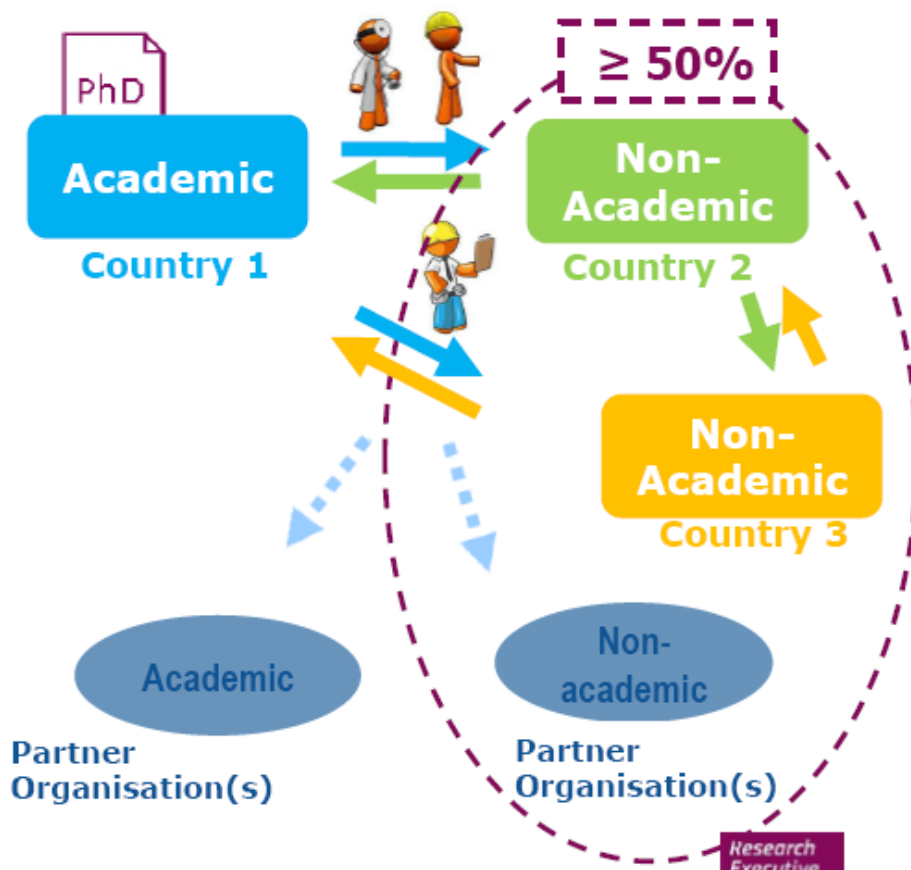 PhD
≥ 50%
Academic
Non-
Academic
Country 1
Country 2
Non-
Academic
Country 3
Academic
Non-
academic
Partner
Organisation(s)
Partner
Organisation(s)
Research
Executive